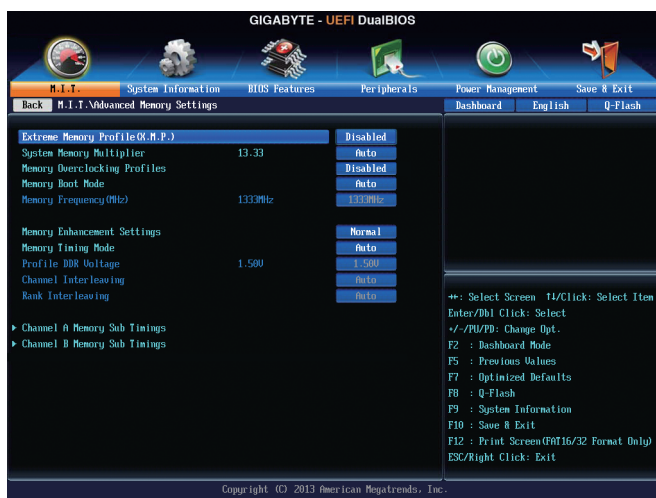 GIGABYTE - UEFI DualBIOS
M.I.T. System Information BIOS Features Peripherals Power Management Save & Exit
Back M.I.T.\Advanced Memory Settings Dashboard English Q-Flash
Extreme Memory Profile(X.M.P.) Disabled
System Memory Multiplier 13.33 Auto
Memory Overclocking Profiles Disabled
Memory Boot Mode Auto
Memory Frequency(MHz) 1333MHz 1333MHz
Memory Enhancement Settings Normal
Memory Timing Mode Auto
Profile DDR Voltage 1.50V 1.50V
Channel Interleaving Auto
Rank Interleaving Auto
Channel A Memory Sub Timings
Channel B Memory Sub Timings
→←: Select Screen ↑↓/Click: Select Item
Enter/Dbl Click: Select
+/-/PU/PD: Change Opt.
F2 : Dashboard Mode
F5 : Previous Values
F7 : Optimized Defaults
F8 : Q-Flash
F9 : System Information
F10 : Save & Exit
F12 : Print Screen(FAT16/32 Format Only)
ESC/Right Click: Exit
Copyright (C) 2013 American Megatrends, Inc.